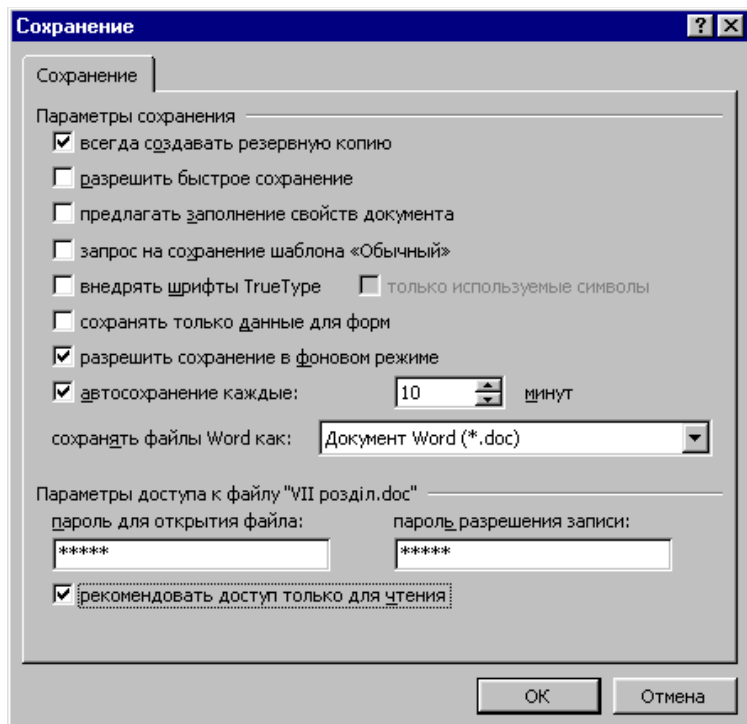 Сохранение
Сохранение
Параметры сохранения
всегда создавать резервную копию
разрешить быстрое сохранение
предлагать заполнение свойств документа
запрос на сохранение шаблона «Обычный»
внедрять шрифты TrueType только используемые символы
сохранять только данные для форм
разрешить сохранение в фоновом режиме
автосохранение каждые: 10 минут
сохранять файлы Word как: Документ Word (*.doc)
Параметры доступа к файлу "VII розділ.doc"
пароль для открытия файла: пароль разрешения записи:
***** *****
рекомендовать доступ только для чтения
ОК Отмена